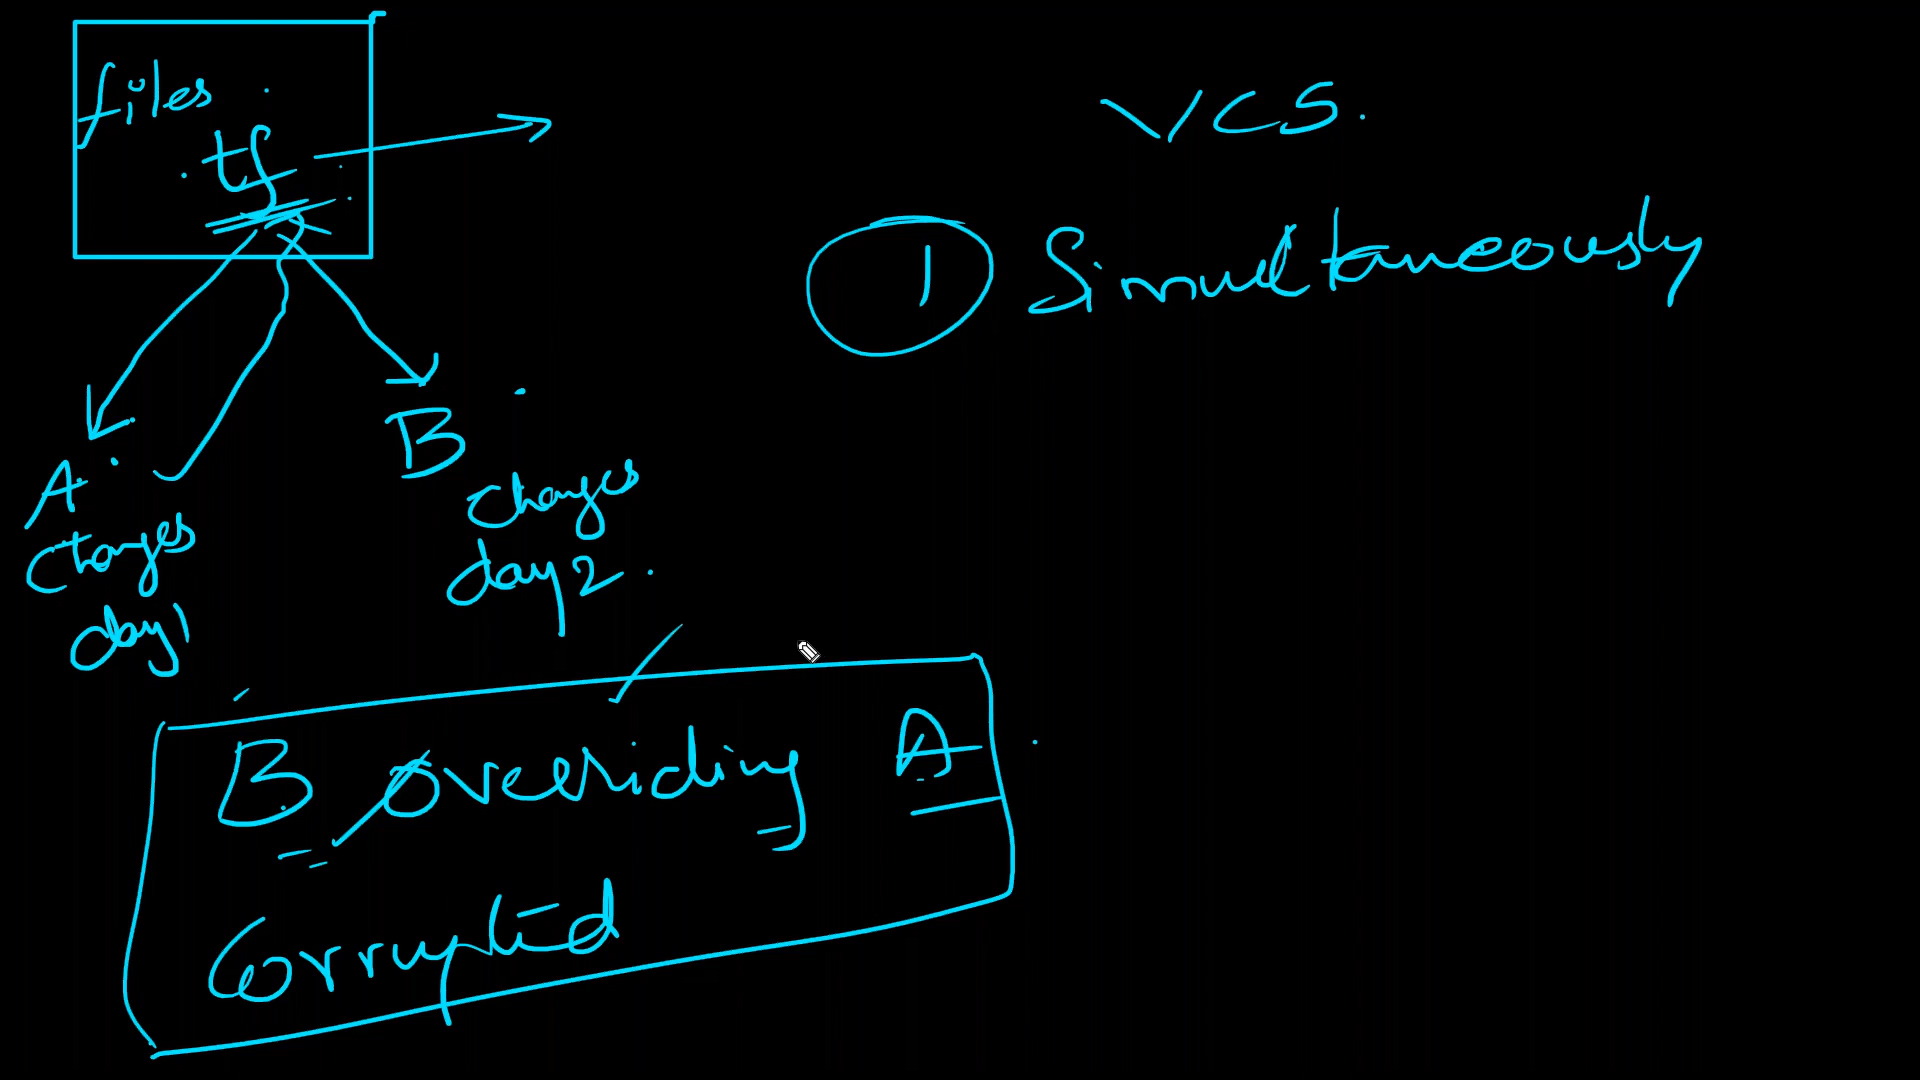 files
.tf
VCS.
1 Simultaneously
A
changes
day 1
B
changes
day 2.
B overriding A
Corrupted